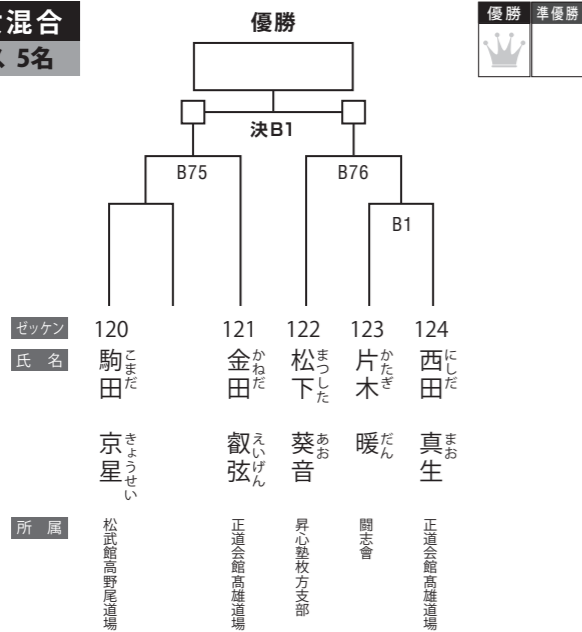 混合
5名
優勝
準優勝
優勝
決B1
B75
B76
B1
ゼッケン
120
121
122
123
124
氏 名
駒田 京星
こまだ きょうせい
金田 叡弦
かねだ えいげん
松下 葵音
まつした あお
片木 暖
かたぎ だん
西田 真生
にしだ まお
所 属
松武館高野尾道場
正道会館髙雄道場
昇心塾枚方支部
闘志會
正道会館髙雄道場